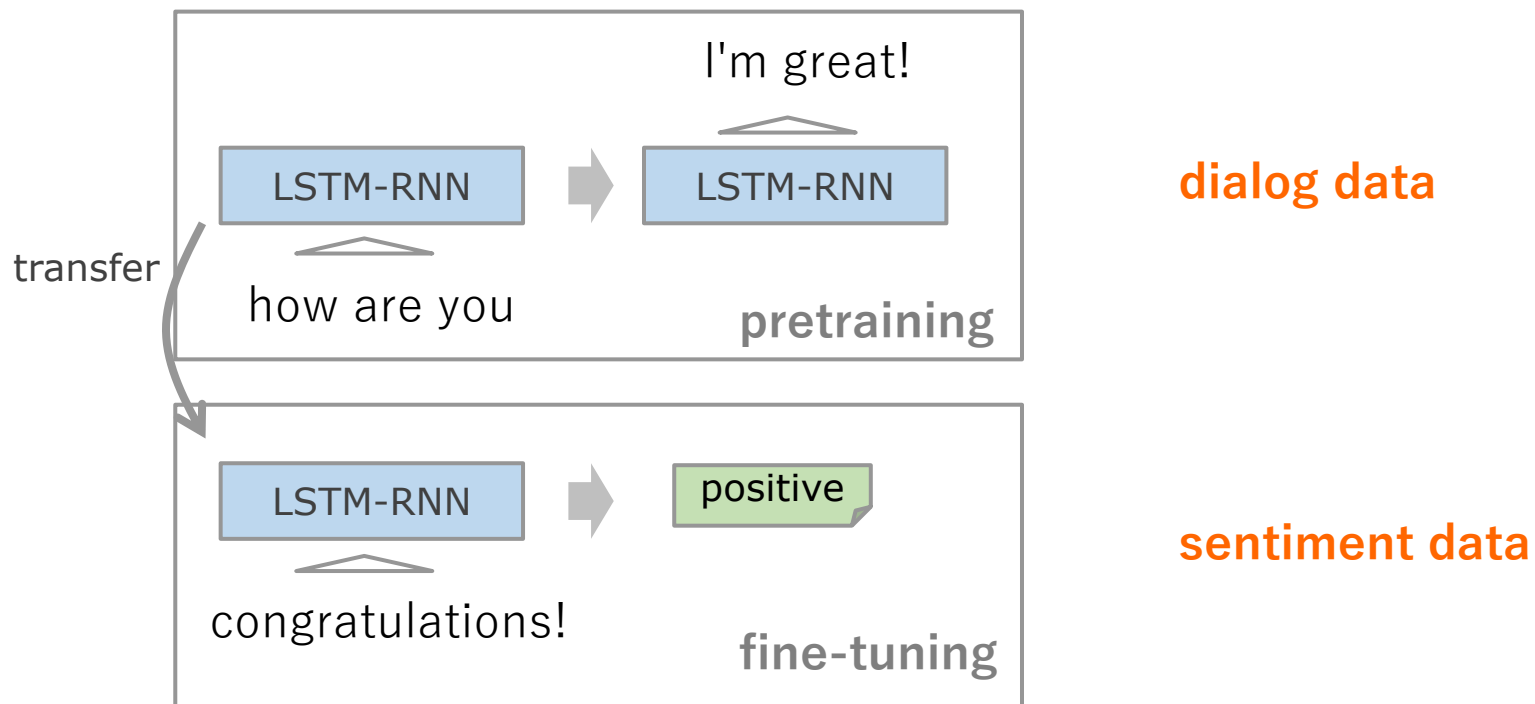 I'm great!
LSTM-RNN
LSTM-RNN
dialog data
transfer
how are you
pretraining
LSTM-RNN
positive
sentiment data
congratulations!
fine-tuning